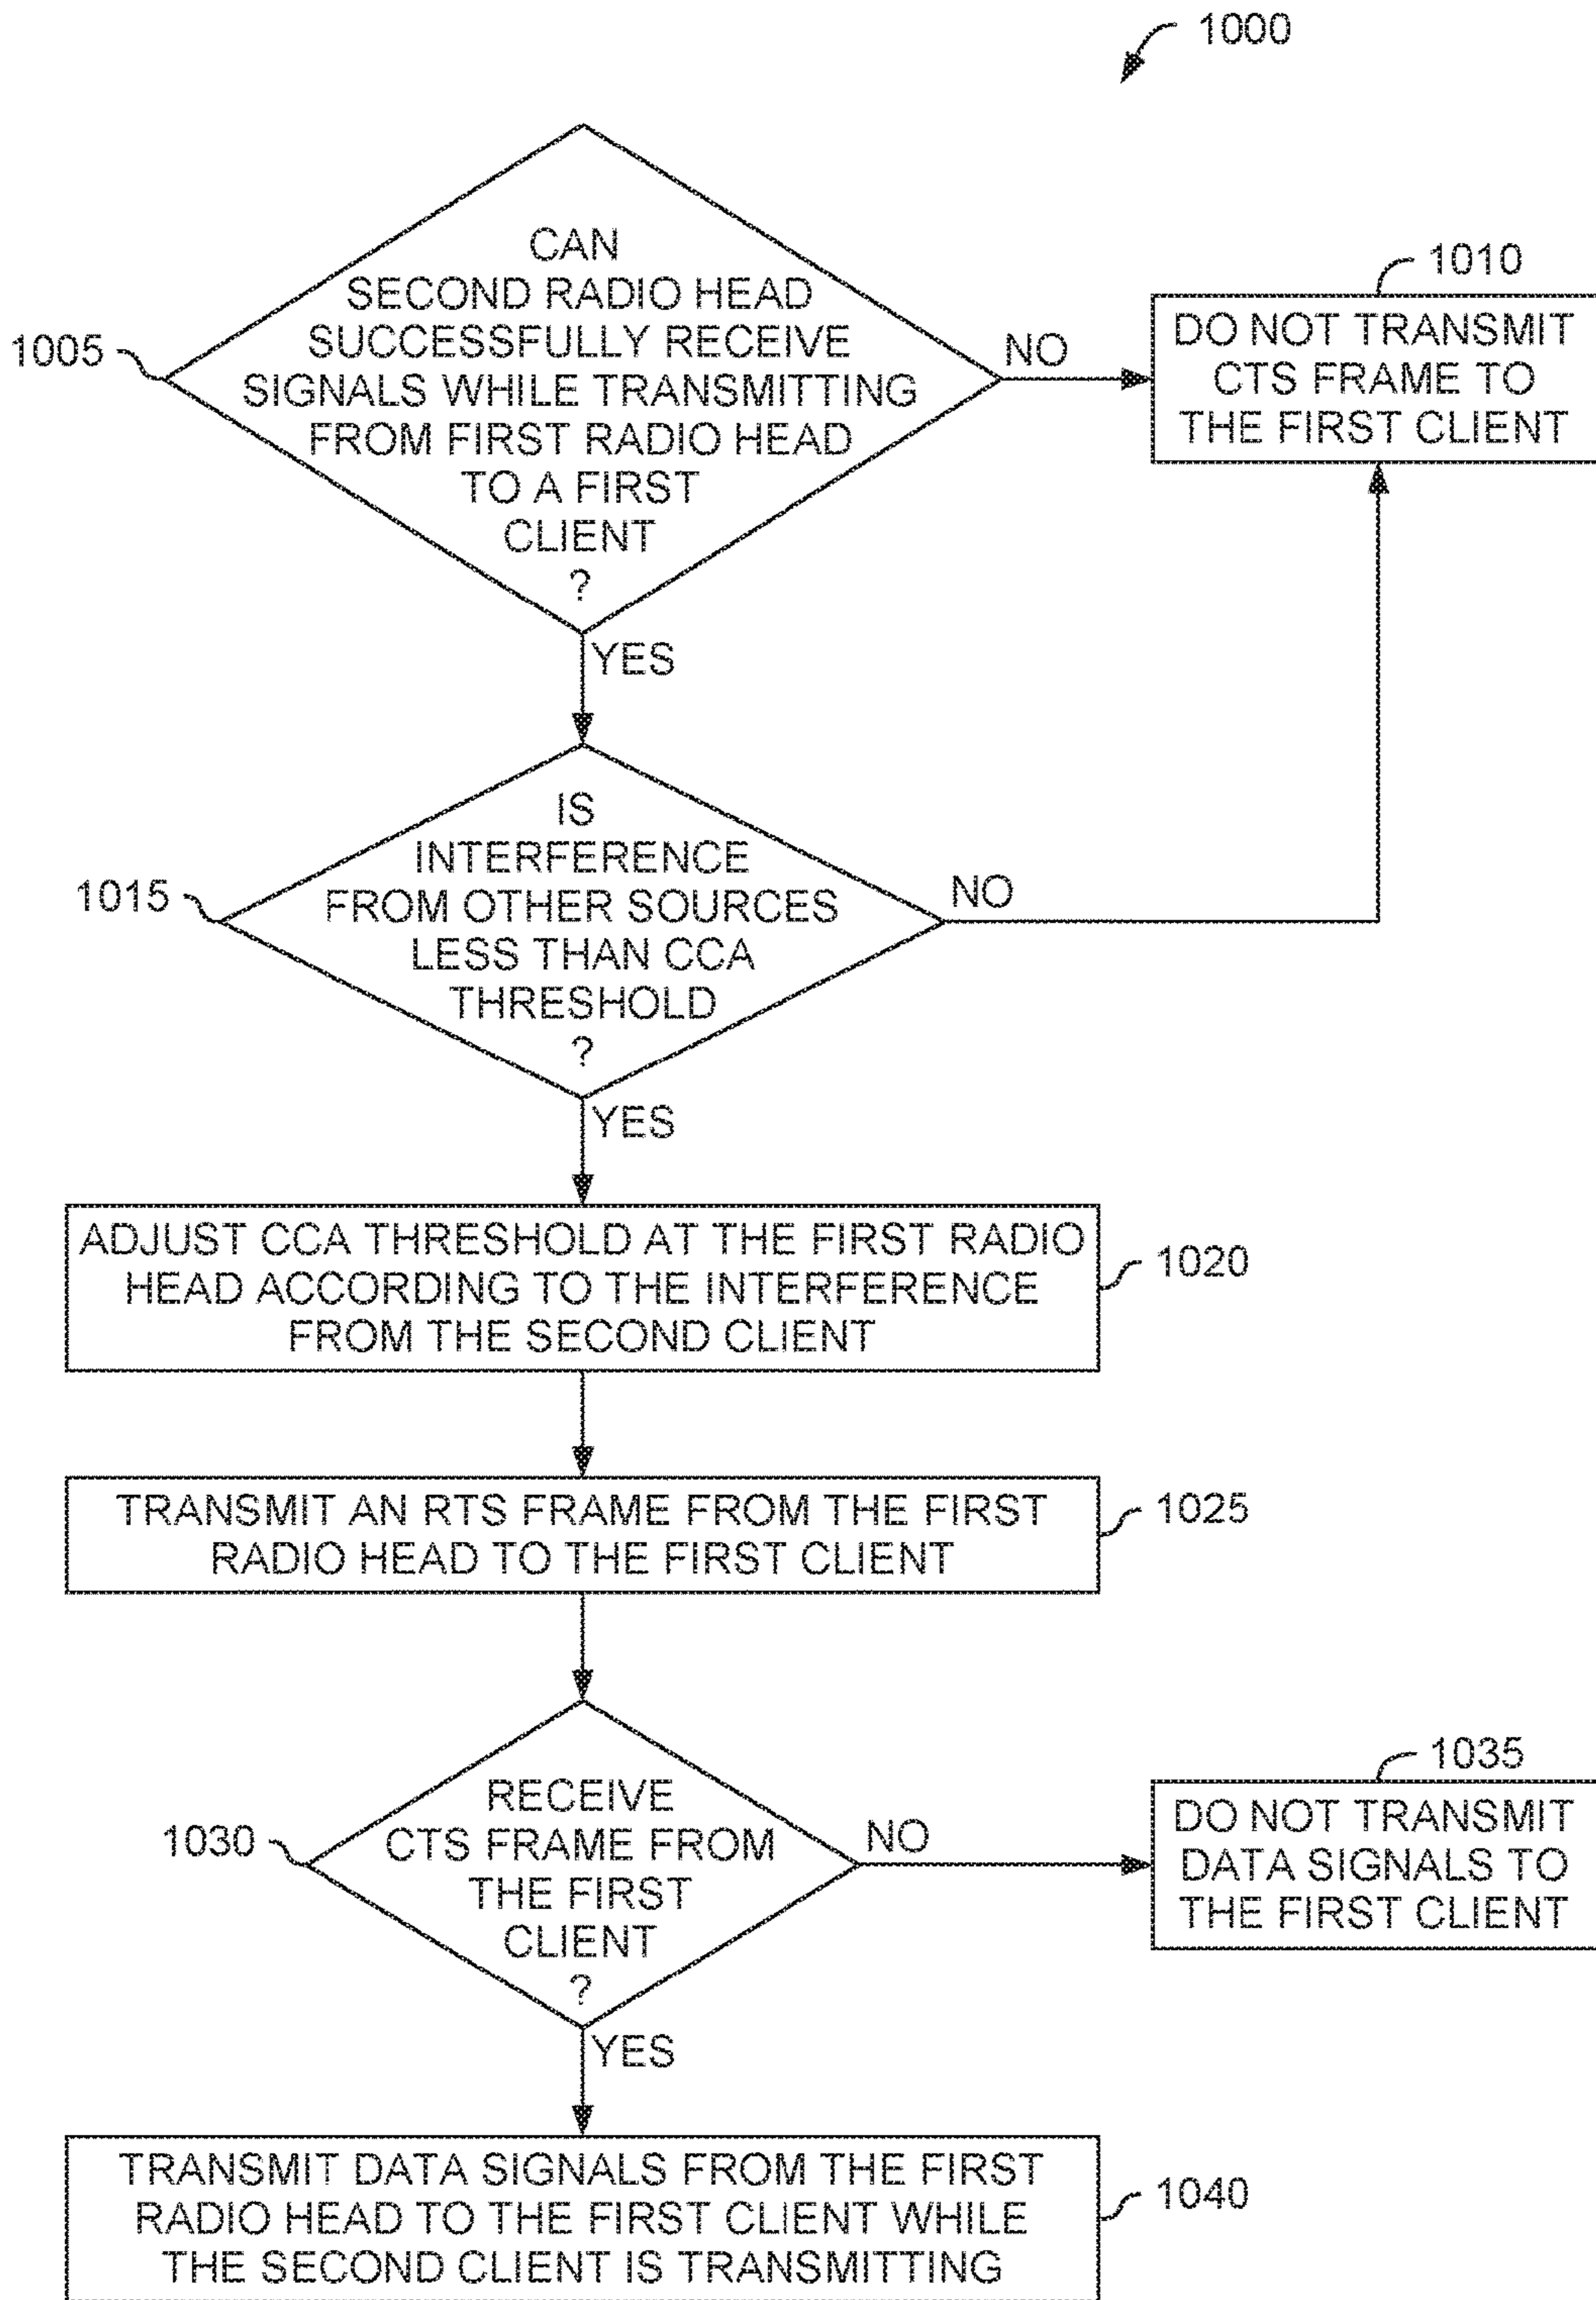 1000
CAN
SECOND RADIO HEAD
SUCCESSFULLY RECEIVE
SIGNALS WHILE TRANSMITTING
FROM FIRST RADIO HEAD
TO A FIRST
CLIENT
?
1005
NO
1010
DO NOT TRANSMIT
CTS FRAME TO
THE FIRST CLIENT
YES
IS
INTERFERENCE
FROM OTHER SOURCES
LESS THAN CCA
THRESHOLD
?
1015
NO
YES
ADJUST CCA THRESHOLD AT THE FIRST RADIO
HEAD ACCORDING TO THE INTERFERENCE
FROM THE SECOND CLIENT
1020
TRANSMIT AN RTS FRAME FROM THE FIRST
RADIO HEAD TO THE FIRST CLIENT
1025
RECEIVE
CTS FRAME FROM
THE FIRST
CLIENT
?
1030
NO
1035
DO NOT TRANSMIT
DATA SIGNALS TO
THE FIRST CLIENT
YES
TRANSMIT DATA SIGNALS FROM THE FIRST
RADIO HEAD TO THE FIRST CLIENT WHILE
THE SECOND CLIENT IS TRANSMITTING
1040